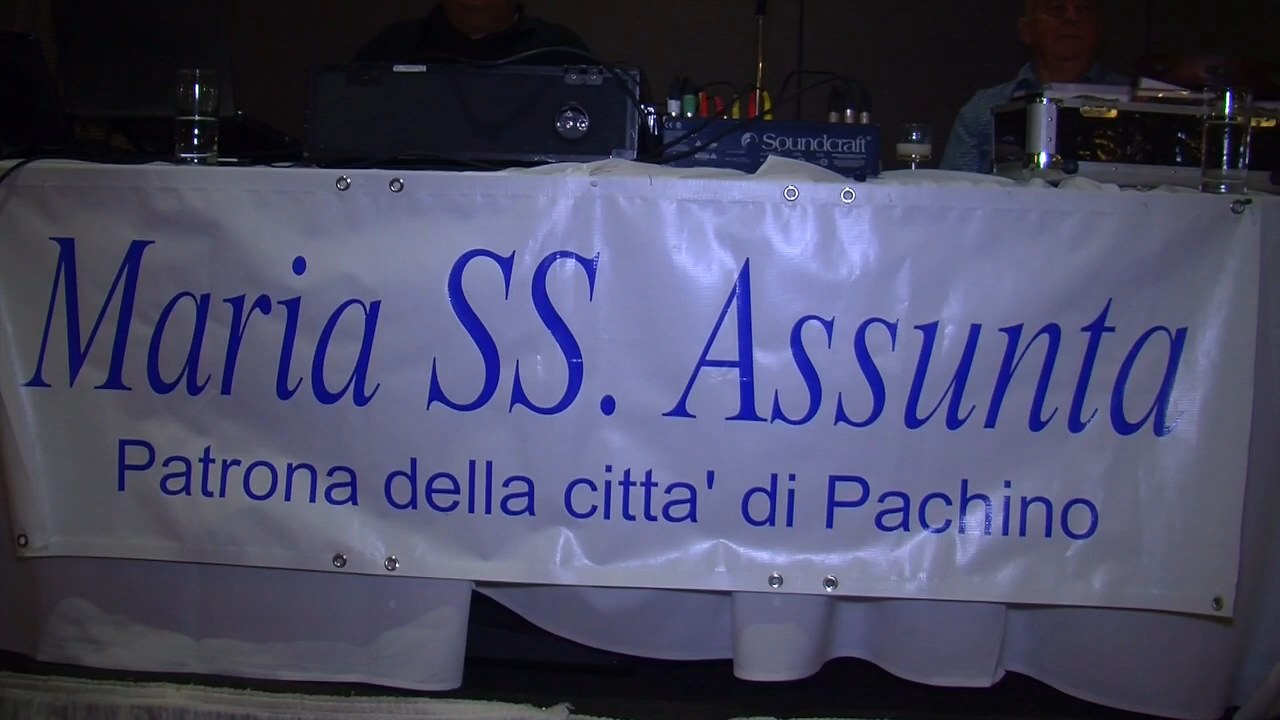 Soundcraft
Maria SS. Assunta
Patrona della citta' di Pachino